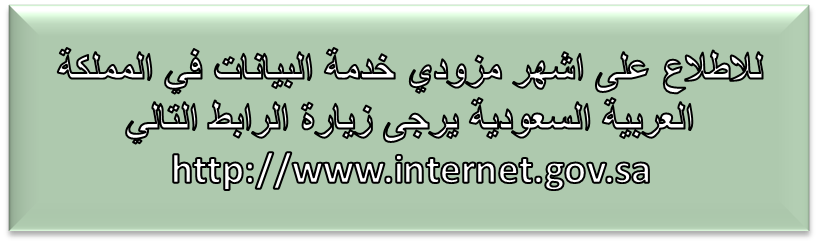 للاطلاع على اشهر مزودي خدمة البيانات في المملكة
العربية السعودية يرجى زيارة الرابط التالي
http://www.internet.gov.sa